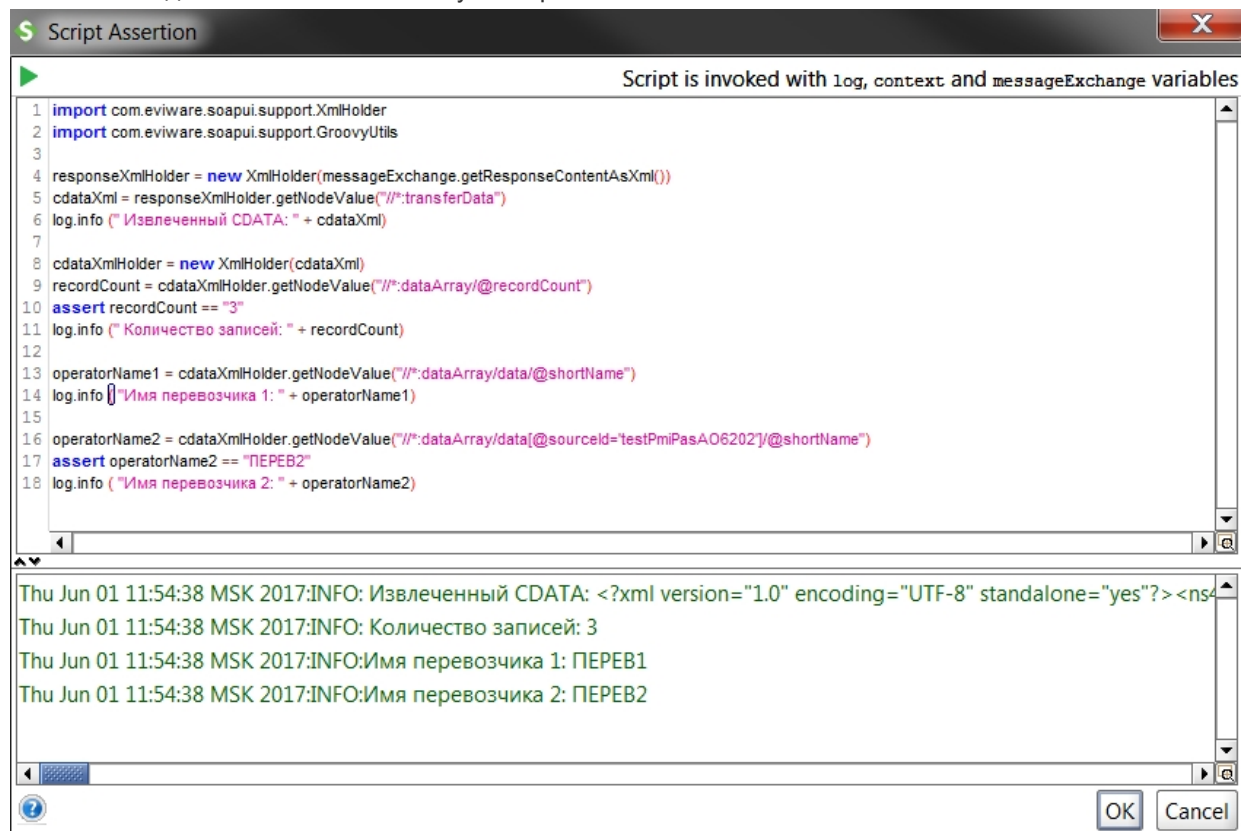 Script Assertion
Script is invoked with log, context and messageExchange variables
1 import com.eviware.soapui.support.XmlHolder
2 import com.eviware.soapui.support.GroovyUtils
3
4 responseXmlHolder = new XmlHolder(messageExchange.getResponseContentAsXml())
5 cdataXml = responseXmlHolder.getNodeValue("//*:transferData")
6 log.info (" Извлеченный CDATA: " + cdataXml)
7
8 cdataXmlHolder = new XmlHolder(cdataXml)
9 recordCount = cdataXmlHolder.getNodeValue("//*:dataArray/@recordCount")
10 assert recordCount == "3"
11 log.info (" Количество записей: " + recordCount)
12
13 operatorName1 = cdataXmlHolder.getNodeValue("//*:dataArray/data/@shortName")
14 log.info ( "Имя перевозчика 1: " + operatorName1)
15
16 operatorName2 = cdataXmlHolder.getNodeValue("//*:dataArray/data[@sourceId='testPmiPasAO6202']/@shortName")
17 assert operatorName2 == "ПЕРЕВ2"
18 log.info ( "Имя перевозчика 2: " + operatorName2)
Thu Jun 01 11:54:38 MSK 2017:INFO: Извлеченный CDATA: <?xml version="1.0" encoding="UTF-8" standalone="yes"?><ns4
Thu Jun 01 11:54:38 MSK 2017:INFO: Количество записей: 3
Thu Jun 01 11:54:38 MSK 2017:INFO:Имя перевозчика 1: ПЕРЕВ1
Thu Jun 01 11:54:38 MSK 2017:INFO:Имя перевозчика 2: ПЕРЕВ2
OK Cancel